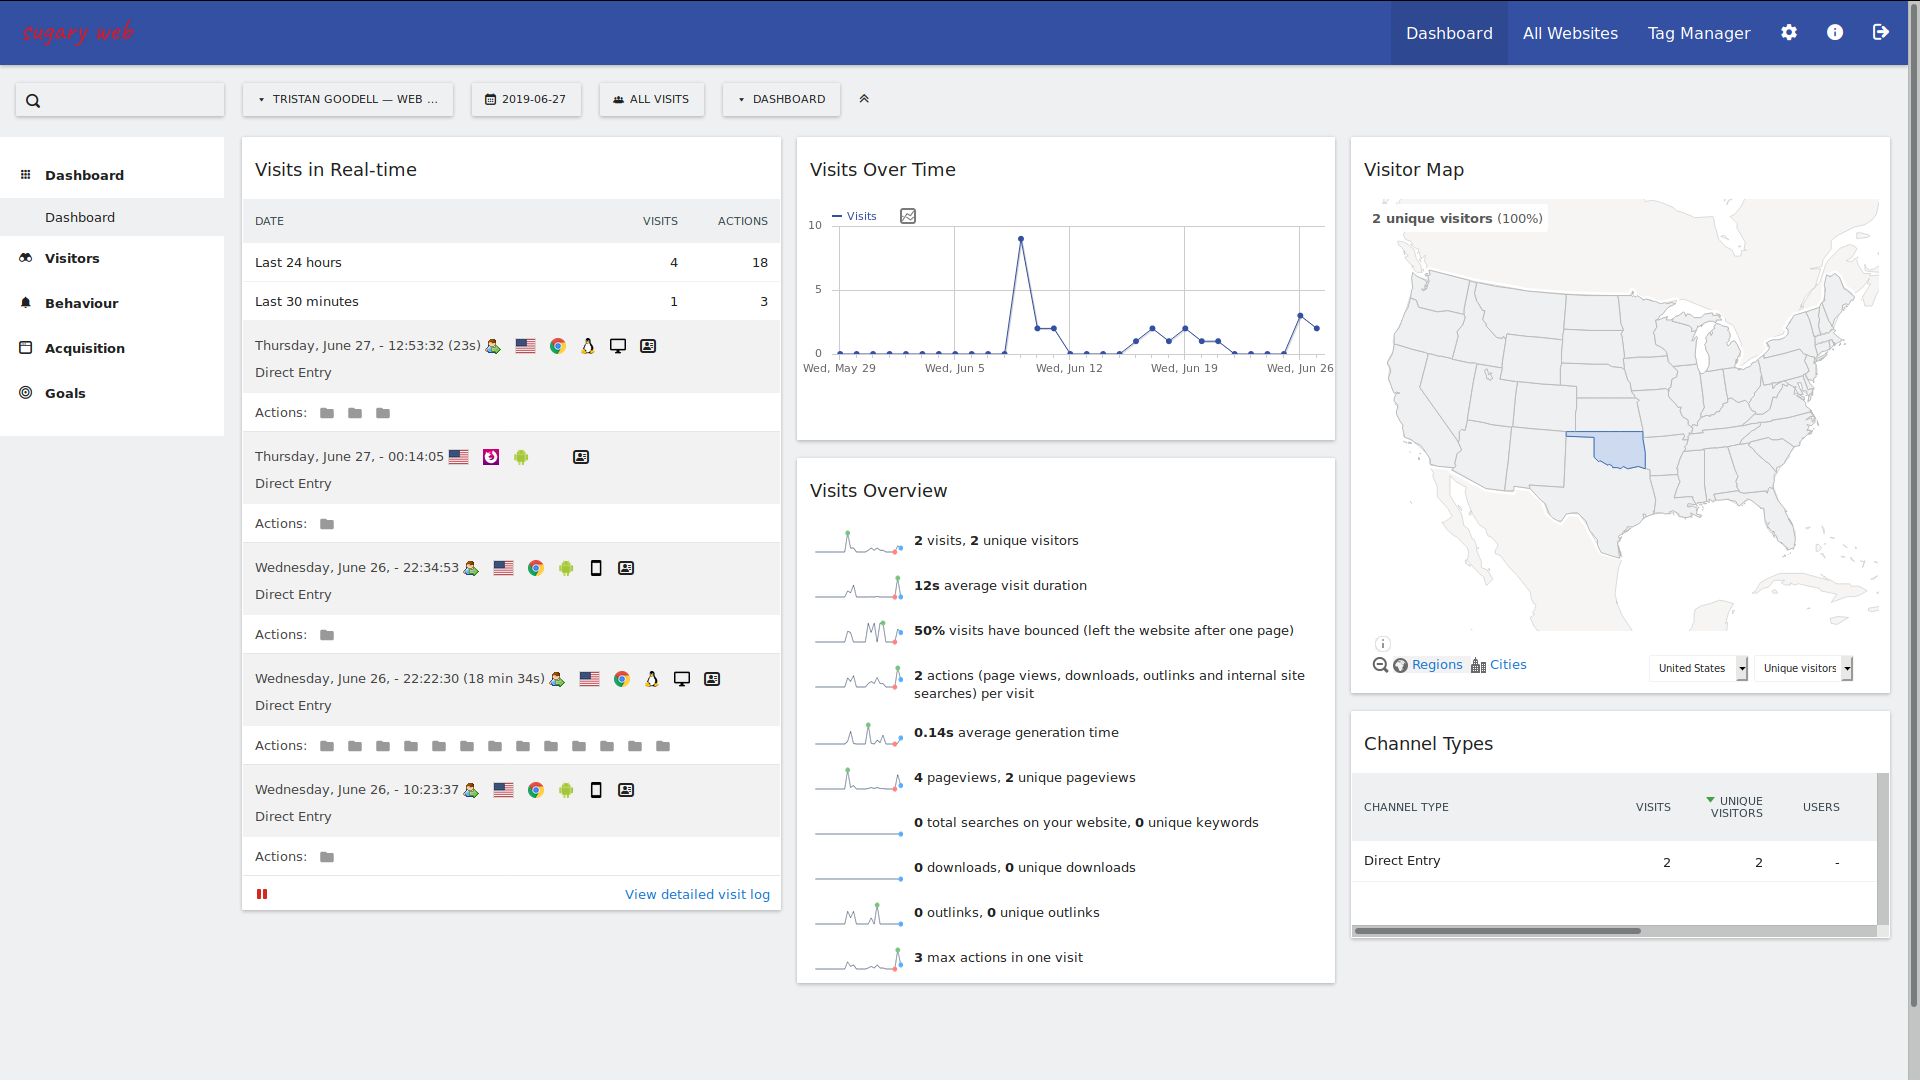 sugary web
Dashboard
All Websites
Tag Manager
TRISTAN GOODELL — WEB ...
2019-06-27
ALL VISITS
DASHBOARD
Dashboard
Dashboard
Visitors
Behaviour
Acquisition
Goals
Visits in Real-time
DATE VISITS ACTIONS
Last 24 hours 4 18
Last 30 minutes 1 3
Thursday, June 27, - 12:53:32 (23s)
Direct Entry
Actions:
Thursday, June 27, - 00:14:05
Direct Entry
Actions:
Wednesday, June 26, - 22:34:53
Direct Entry
Actions:
Wednesday, June 26, - 22:22:30 (18 min 34s)
Direct Entry
Actions:
Wednesday, June 26, - 10:23:37
Direct Entry
Actions:
View detailed visit log
Visits Over Time
Visits
10
5
0
Wed, May 29 Wed, Jun 5 Wed, Jun 12 Wed, Jun 19 Wed, Jun 26
Visits Overview
2 visits, 2 unique visitors
12s average visit duration
50% visits have bounced (left the website after one page)
2 actions (page views, downloads, outlinks and internal site
searches) per visit
0.14s average generation time
4 pageviews, 2 unique pageviews
0 total searches on your website, 0 unique keywords
0 downloads, 0 unique downloads
0 outlinks, 0 unique outlinks
3 max actions in one visit
Visitor Map
2 unique visitors (100%)
Regions Cities
United States
Unique visitors
Channel Types
CHANNEL TYPE VISITS UNIQUE VISITORS USERS
Direct Entry 2 2 -